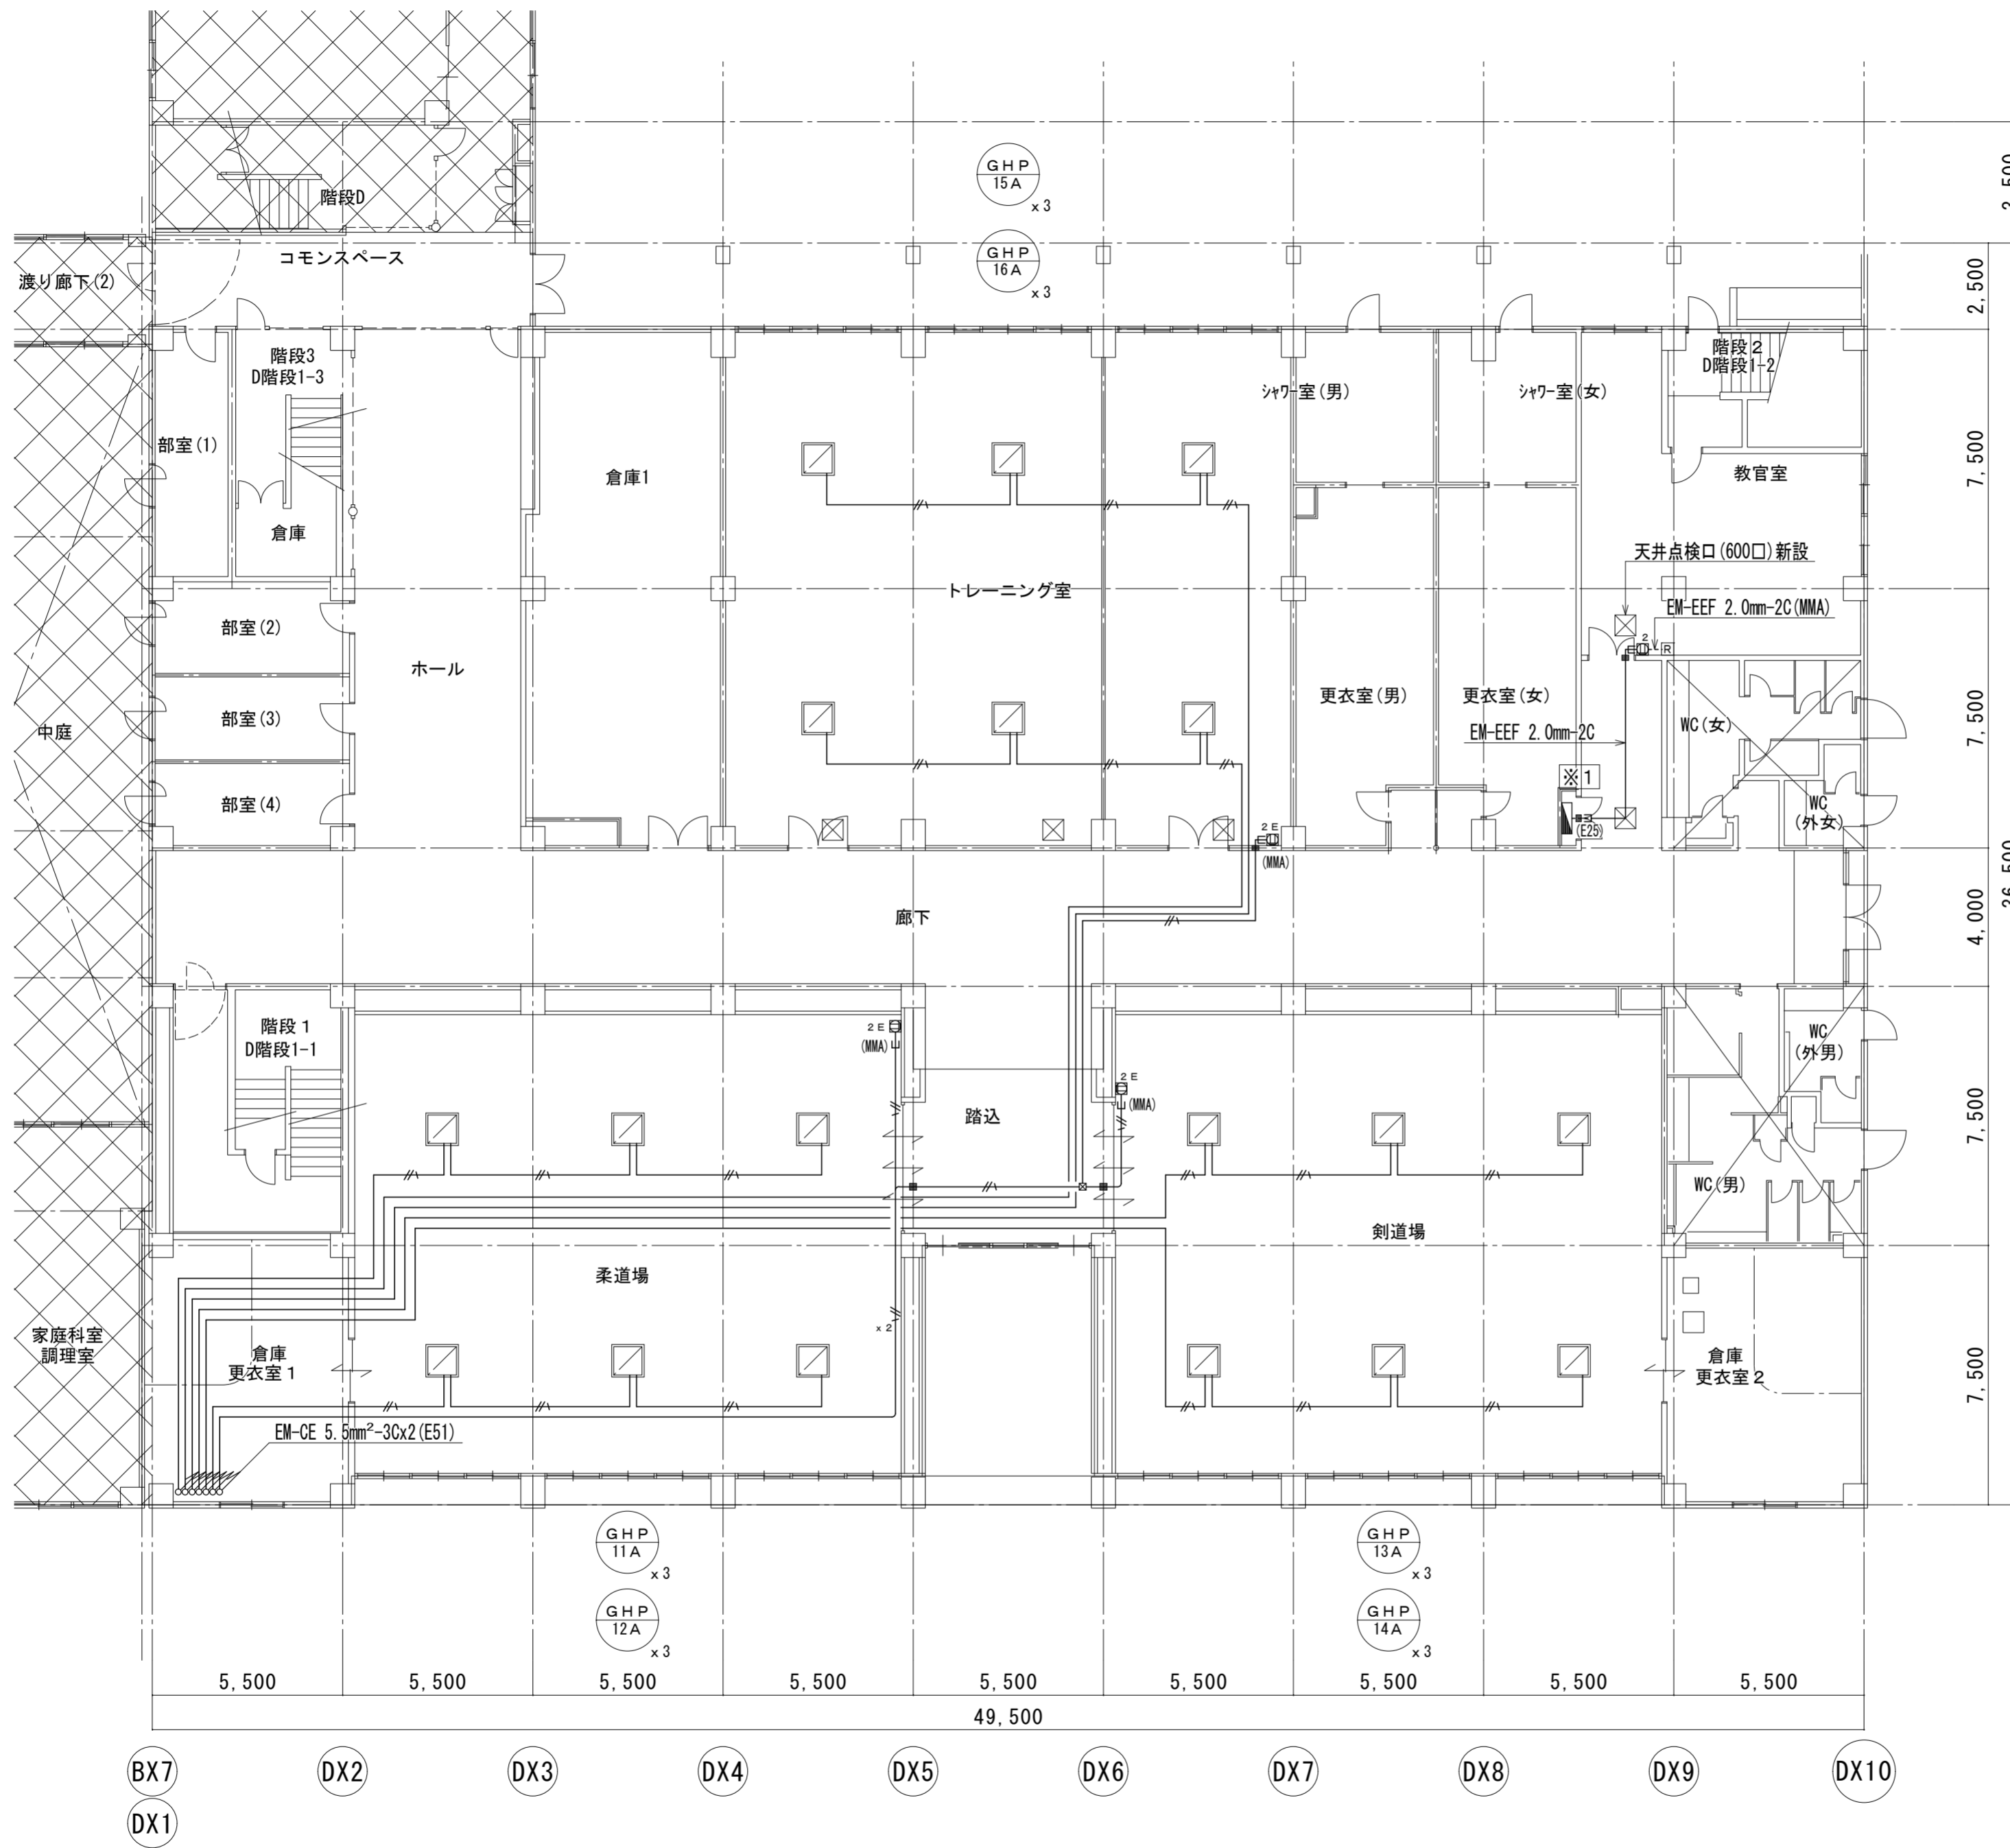 GHP
15A
x3
階段D
3,500
コモンスペース
GHP
16A
x3
渡り廊下(2)
2,500
階段3
D階段1-3
階段2
D階段1-2
シャワー室(男)
シャワー室(女)
部室(1)
倉庫1
教官室
7,500
倉庫
天井点検口(600□)新設
トレーニング室
EM-EEF 2.0mm-2C(MMA)
部室(2)
2
R
ホール
更衣室(男)
更衣室(女)
部室(3)
WC(女)
中庭
EM-EEF 2.0mm-2C
7,500
※1
部室(4)
WC
(外女)
(E25)
2E
(MMA)
廊下
4,000
階段1
D階段1-1
2E
(MMA)
WC
(外男)
2E
(MMA)
踏込
7,500
WC(男)
剣道場
柔道場
x2
家庭科室
調理室
倉庫
更衣室1
倉庫
更衣室2
7,500
EM-CE 5.5mm²-3Cx2(E51)
GHP
11A
x3
GHP
13A
x3
GHP
12A
x3
GHP
14A
x3
5,500
5,500
5,500
5,500
5,500
5,500
5,500
5,500
5,500
49,500
BX7
DX2
DX3
DX4
DX5
DX6
DX7
DX8
DX9
DX10
DX1